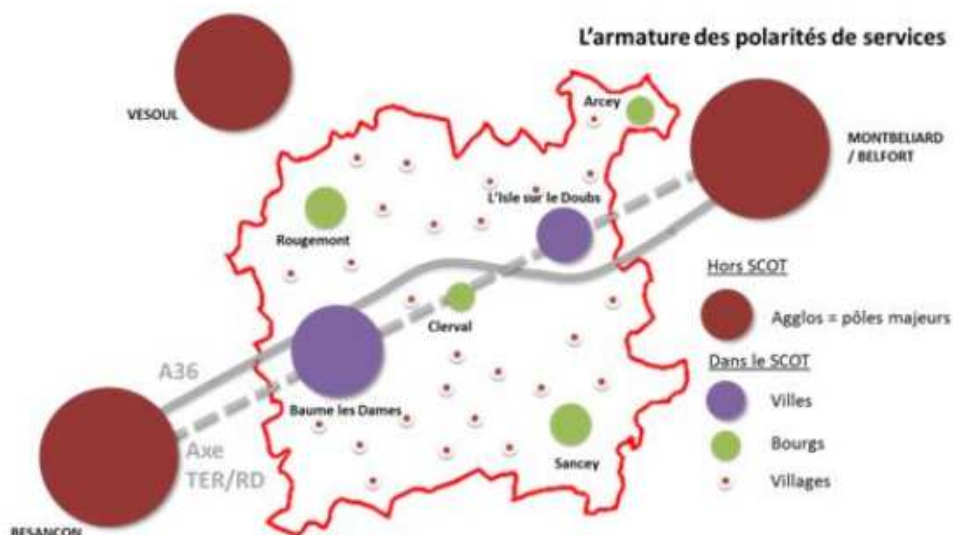 L'armature des polarités de services
VESOUL
Arcey
MONTBELIARD
/ BELFORT
L'Isle sur le Doubs
Rougemont
Clerval
A36
Baume les Dames
Axe
TER/RD
Sancey
BESANÇON
Hors SCOT
Agglos = pôles majeurs
Dans le SCOT
Villes
Bourgs
Villages